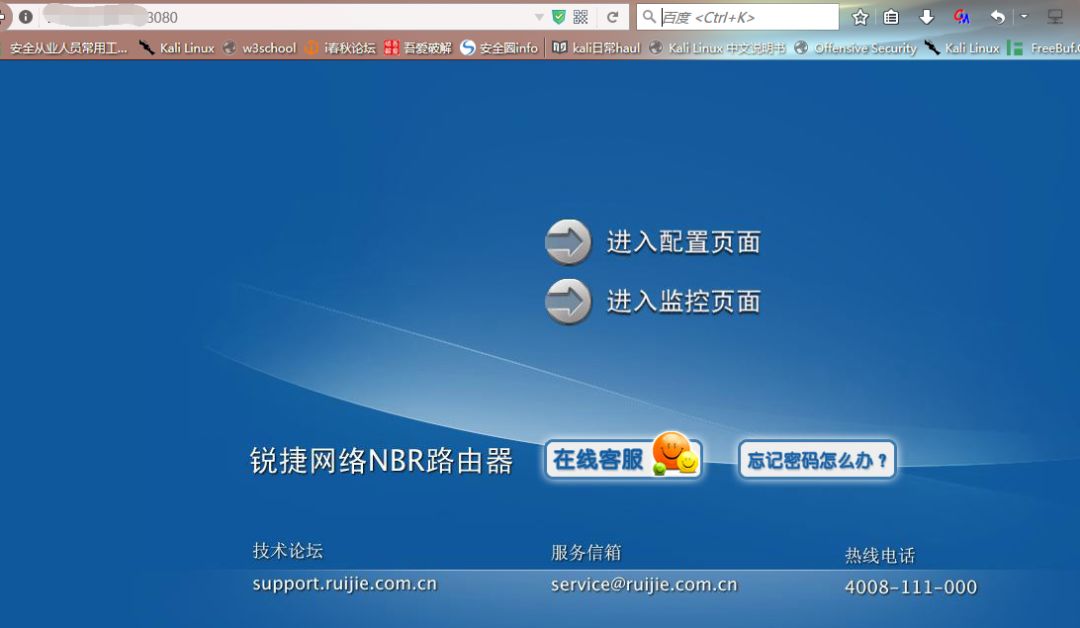 3080
百度 <Ctrl+K>
安全从业人员常用工... Kali Linux w3school i春秋论坛 吾爱破解 安全圈info kali日常haul Kali Linux 中文说明书 Offensive Security Kali Linux FreeBuf.C
进入配置页面
进入监控页面
锐捷网络NBR路由器 在线客服 忘记密码怎么办？
技术论坛 服务信箱 热线电话
support.ruijie.com.cn service@ruijie.com.cn 4008-111-000